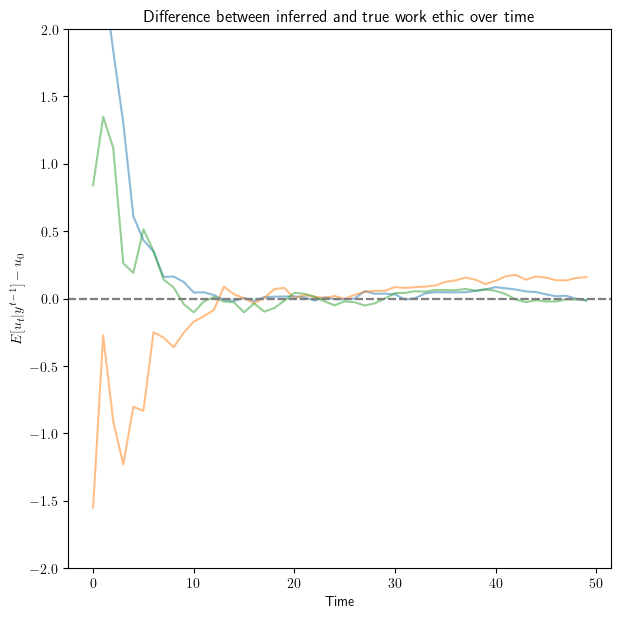 Difference between inferred and true work ethic over time
2.0
1.5
1.0
0.5
0.0
−0.5
−1.0
−1.5
−2.0
E[u_t|y^{t−1}] − u_0
0 10 20 30 40 50
Time